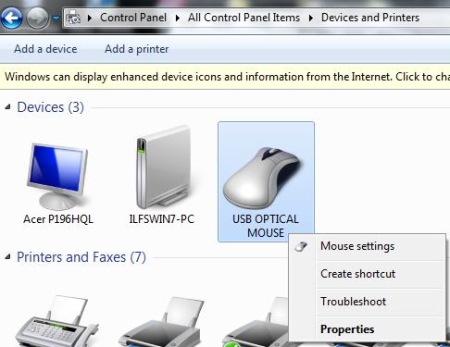 Control Panel ▸ All Control Panel Items ▸ Devices and Printers
Add a device Add a printer
Windows can display enhanced device icons and information from the Internet. Click to cha
Devices (3)
Acer P196HQL
ILFSWIN7-PC
USB OPTICAL
MOUSE
Mouse settings
Create shortcut
Troubleshoot
Properties
Printers and Faxes (7)